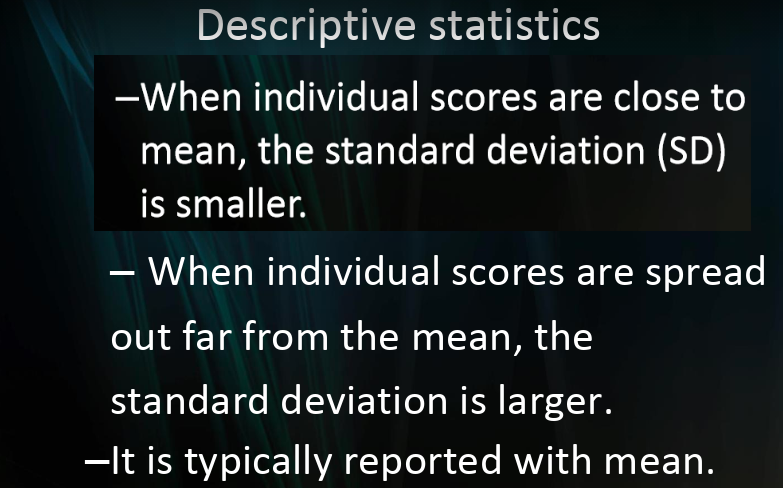 Descriptive statistics
–When individual scores are close to
mean, the standard deviation (SD)
is smaller.
– When individual scores are spread
out far from the mean, the
standard deviation is larger.
–It is typically reported with mean.